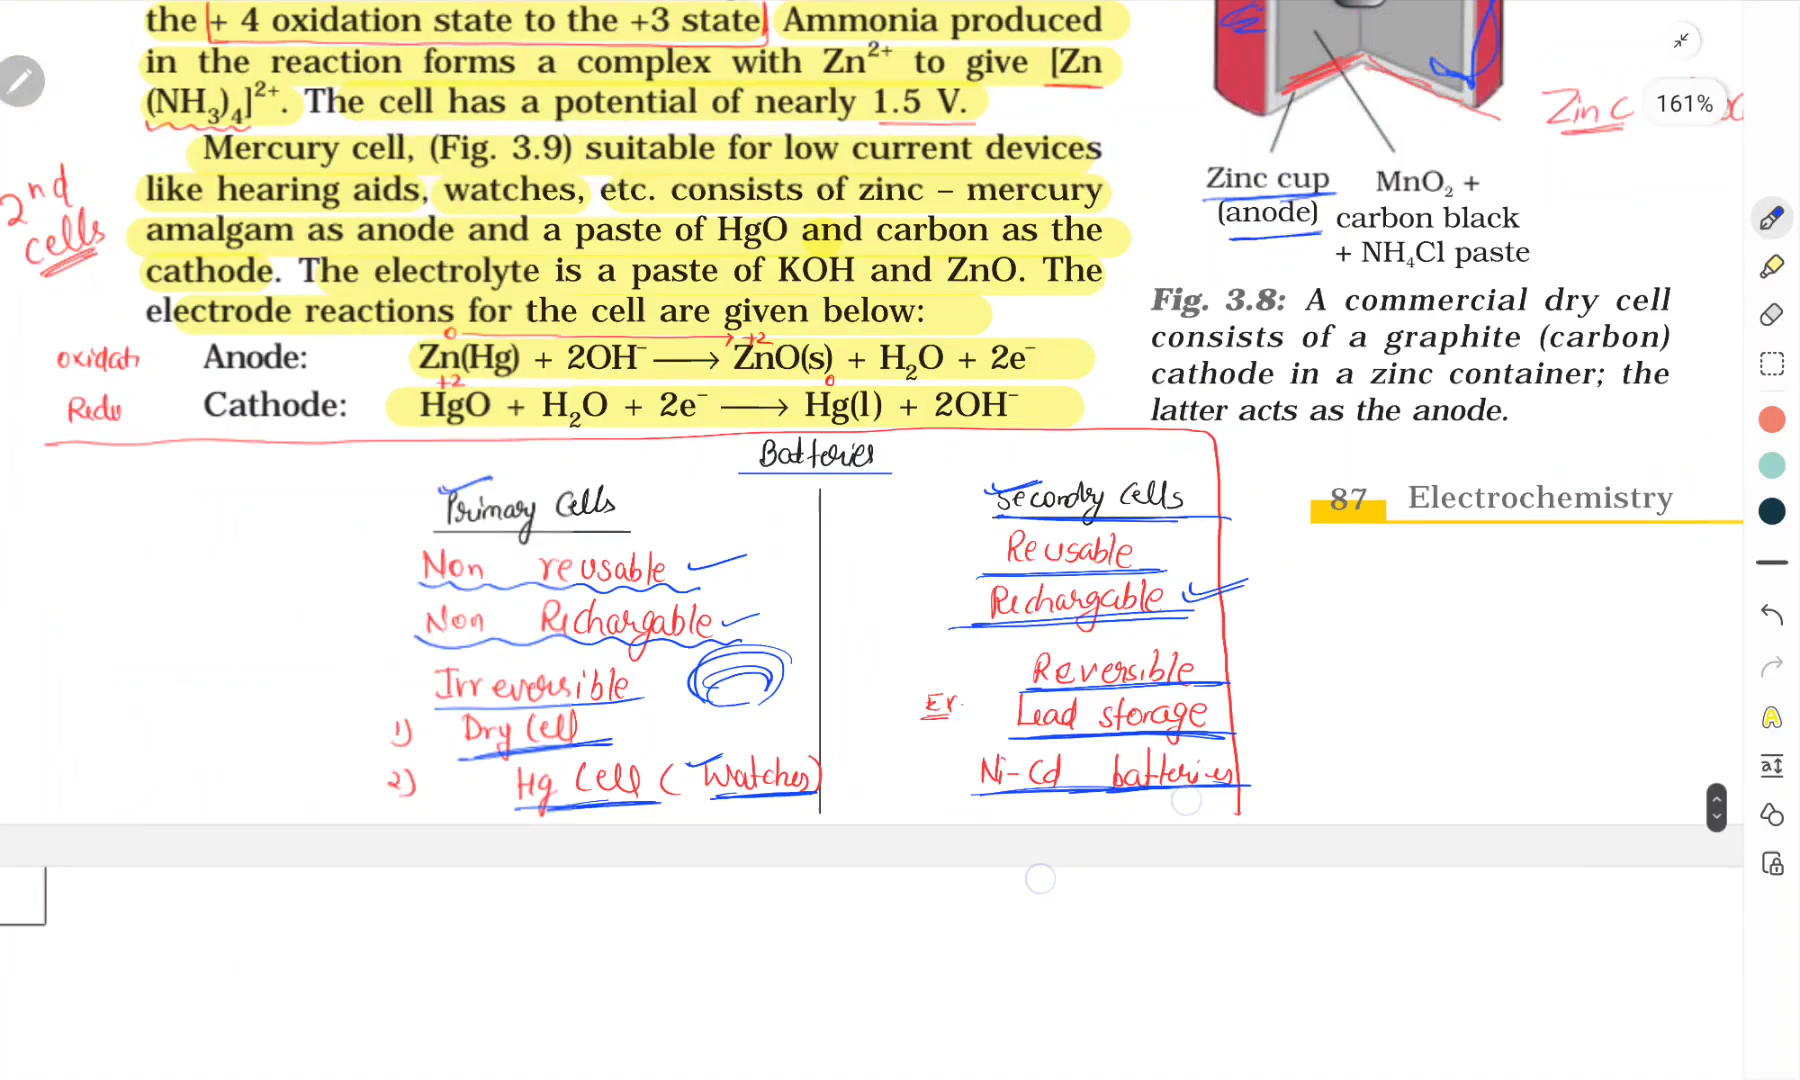 the + 4 oxidation state to the +3 state. Ammonia produced
in the reaction forms a complex with Zn²⁺ to give [Zn
(NH₃)₄]²⁺. The cell has a potential of nearly 1.5 V.
Mercury cell, (Fig. 3.9) suitable for low current devices
like hearing aids, watches, etc. consists of zinc – mercury
amalgam as anode and a paste of HgO and carbon as the
cathode. The electrolyte is a paste of KOH and ZnO. The
electrode reactions for the cell are given below:
2nd
cells
0 +2
oxidatn Anode: Zn(Hg) + 2OH⁻ ⟶ ZnO(s) + H₂O + 2e⁻
+2 0
Redu Cathode: HgO + H₂O + 2e⁻ ⟶ Hg(l) + 2OH⁻
Zinc
161%
Zinc cup
(anode)
MnO₂ +
carbon black
+ NH₄Cl paste
Fig. 3.8: A commercial dry cell
consists of a graphite (carbon)
cathode in a zinc container; the
latter acts as the anode.
87 Electrochemistry
Batteries
Primary Cells
Non reusable
Non Richargable
Irreversible
1) Dry Cell
2) Hg Cell ( Watches)
Secondry Cells
Reusable
Richargable
Reversible
Ex. Lead storage
Ni-Cd batteries
A
a